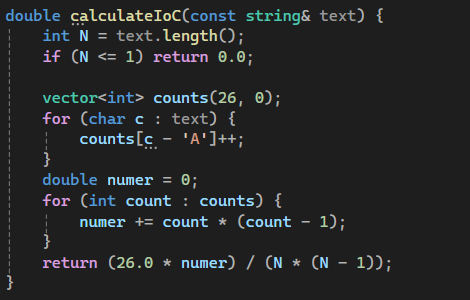 double calculateIoC(const string& text) {
    int N = text.length();
    if (N <= 1) return 0.0;

    vector<int> counts(26, 0);
    for (char c : text) {
        counts[c - 'A']++;
    }
    double numer = 0;
    for (int count : counts) {
        numer += count * (count - 1);
    }
    return (26.0 * numer) / (N * (N - 1));
}